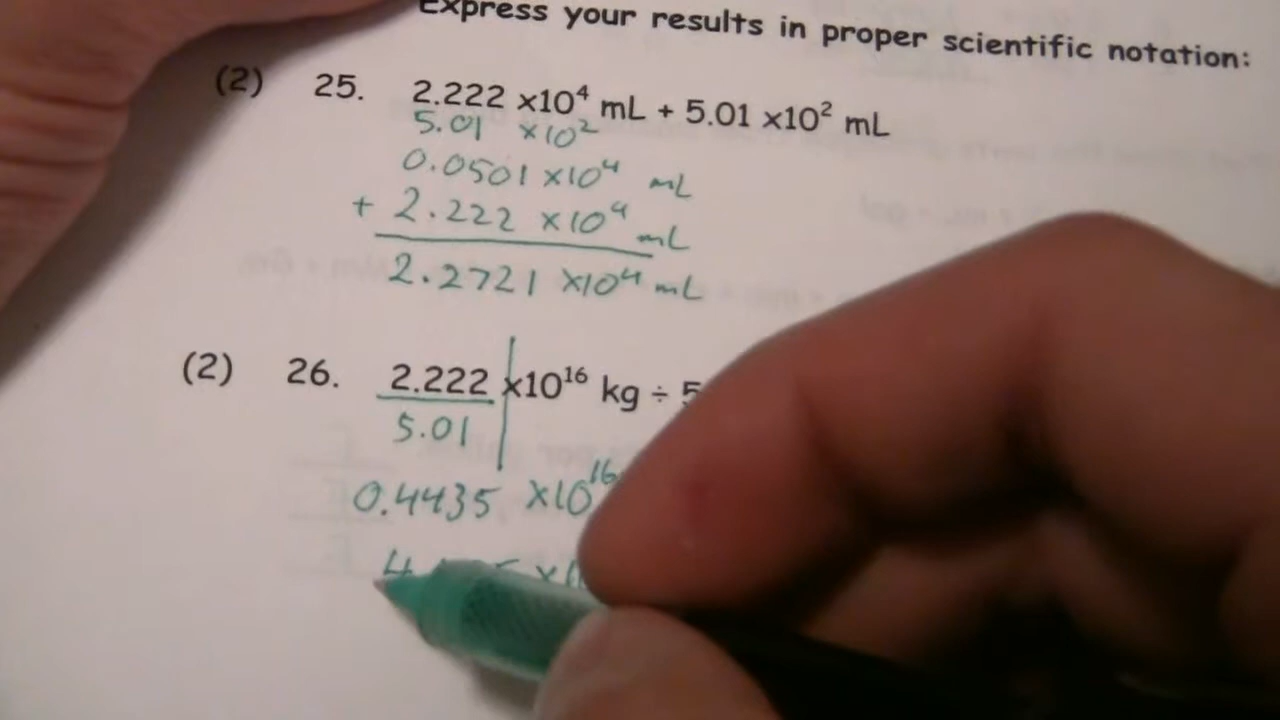 Express your results in proper scientific notation:
(2) 25. 2.222 ×10⁴ mL + 5.01 ×10² mL
5.01 ×10²
0.0501 ×10⁴ mL
+ 2.222 ×10⁴ mL
2.2721 ×10⁴ mL
(2) 26. 2.222 ×10¹⁶ kg ÷ 5
5.01
0.4435 ×10¹⁶
4